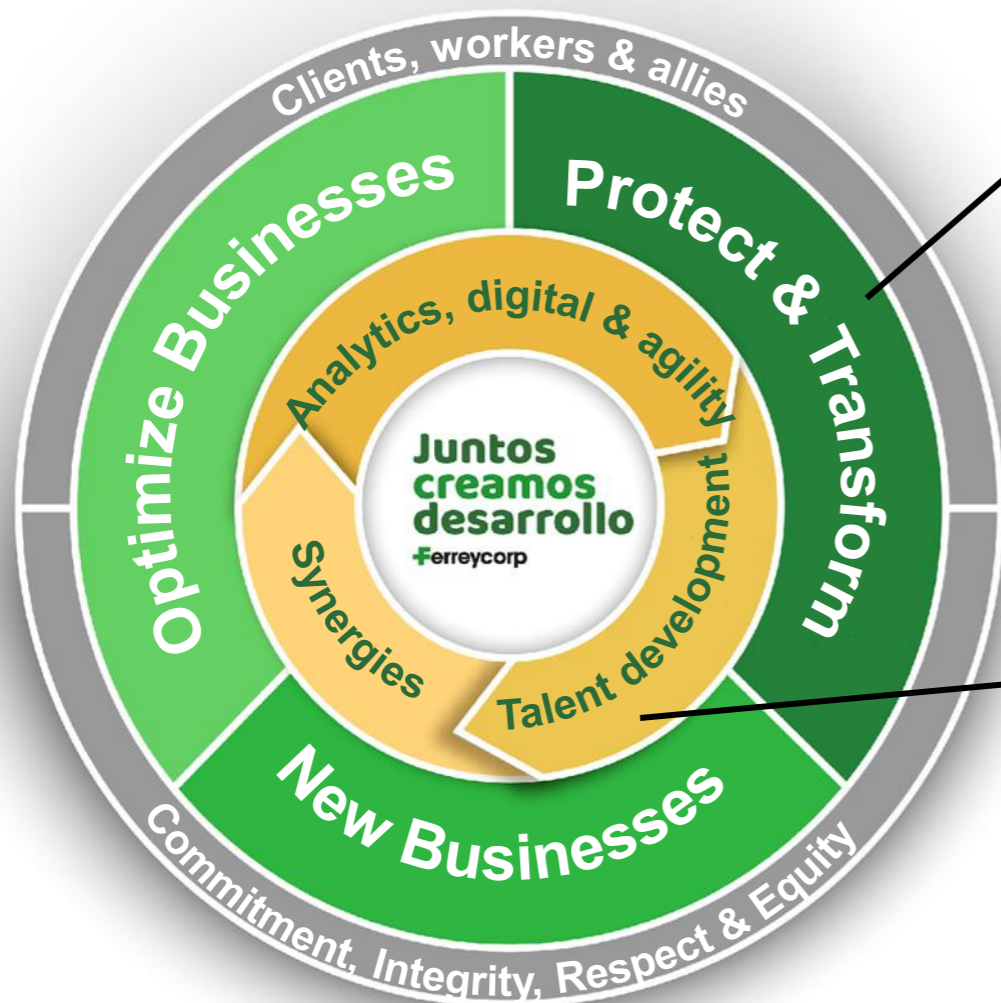 Clients, workers & allies
Optimize Businesses
Protect & Transform
Analytics, digital & agility
Juntos
creamos
desarrollo
Ferreycorp
Synergies
Talent development
New Businesses
Commitment, Integrity, Respect & Equity